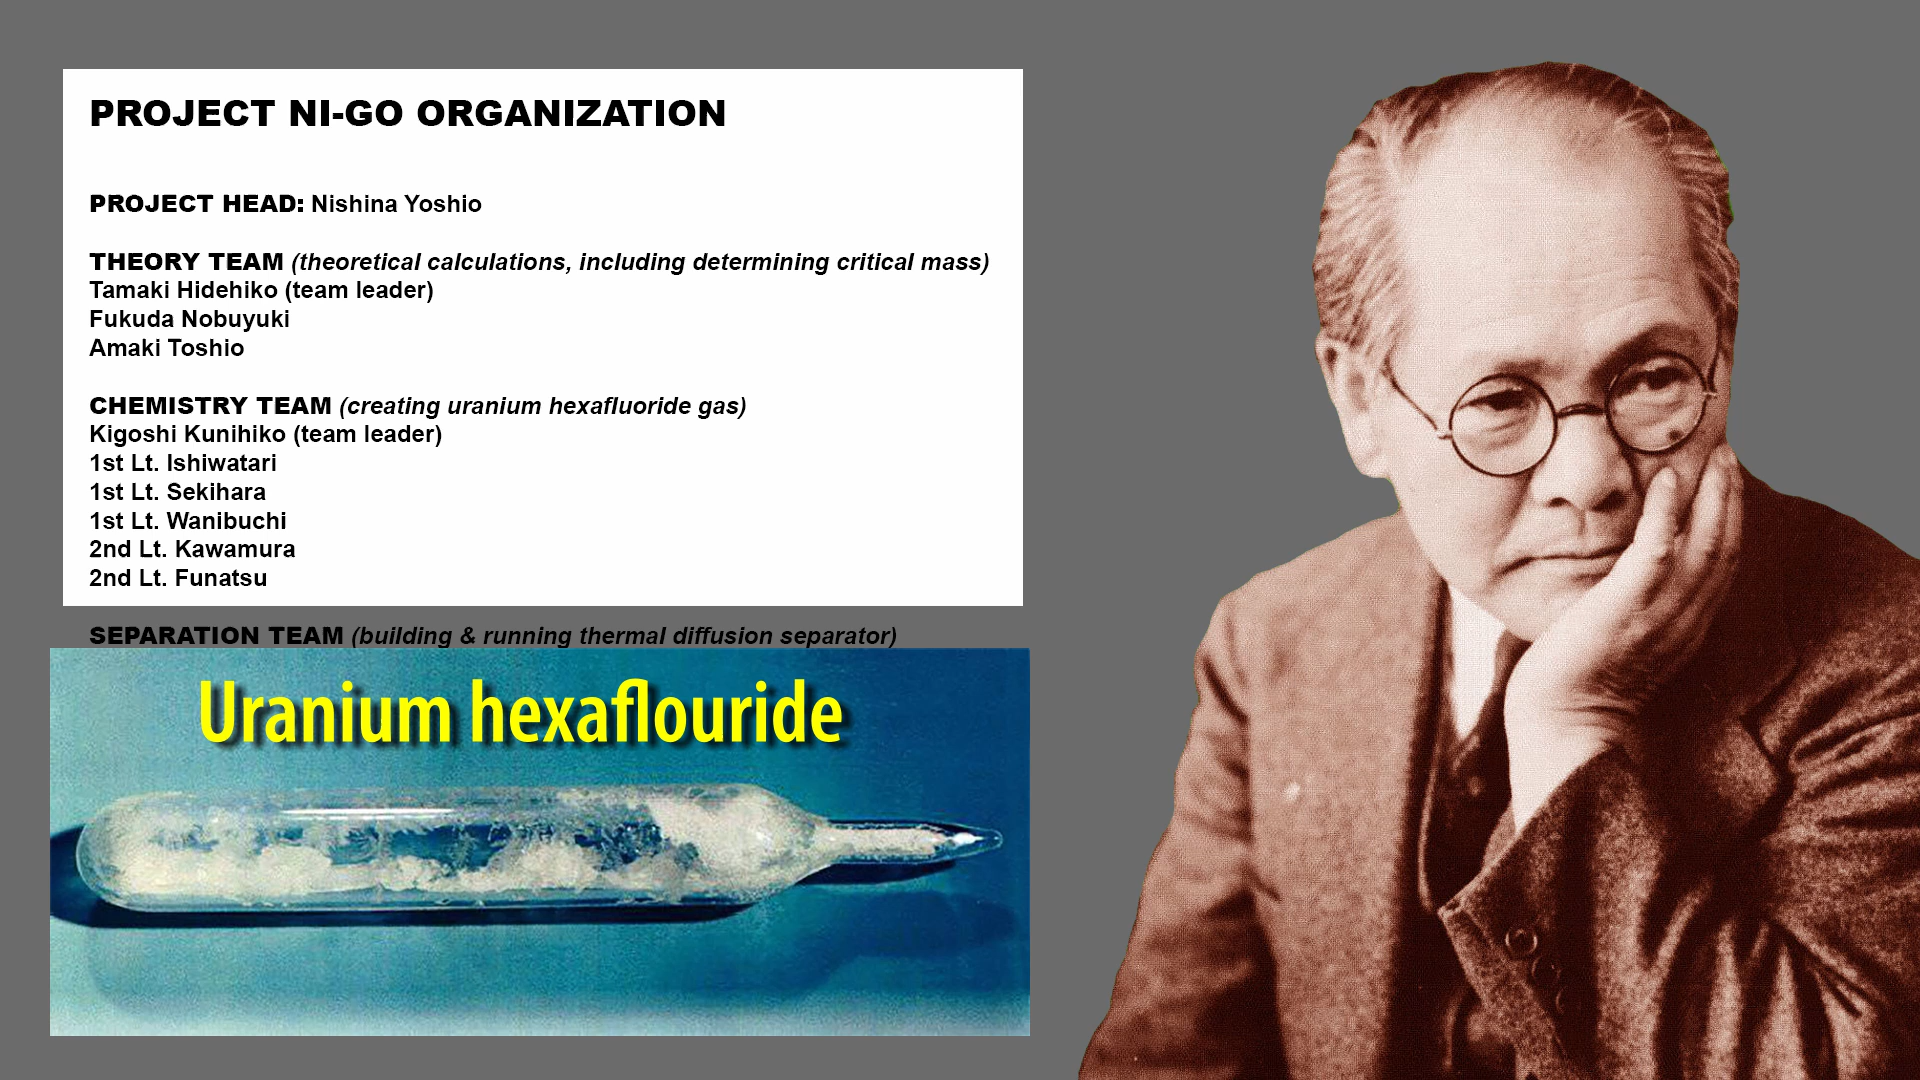 PROJECT NI-GO ORGANIZATION
PROJECT HEAD: Nishina Yoshio
THEORY TEAM (theoretical calculations, including determining critical mass)
Tamaki Hidehiko (team leader)
Fukuda Nobuyuki
Amaki Toshio
CHEMISTRY TEAM (creating uranium hexafluoride gas)
Kigoshi Kunihiko (team leader)
1st Lt. Ishiwatari
1st Lt. Sekihara
1st Lt. Wanibuchi
2nd Lt. Kawamura
2nd Lt. Funatsu
SEPARATION TEAM (building & running thermal diffusion separator)
Uranium hexaflouride